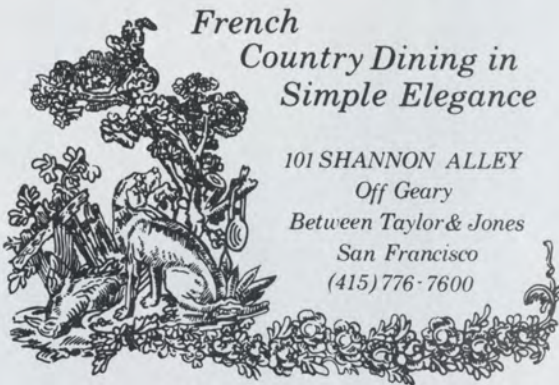 French
Country Dining in
Simple Elegance
101 SHANNON ALLEY
Off Geary
Between Taylor & Jones
San Francisco
(415) 776-7600